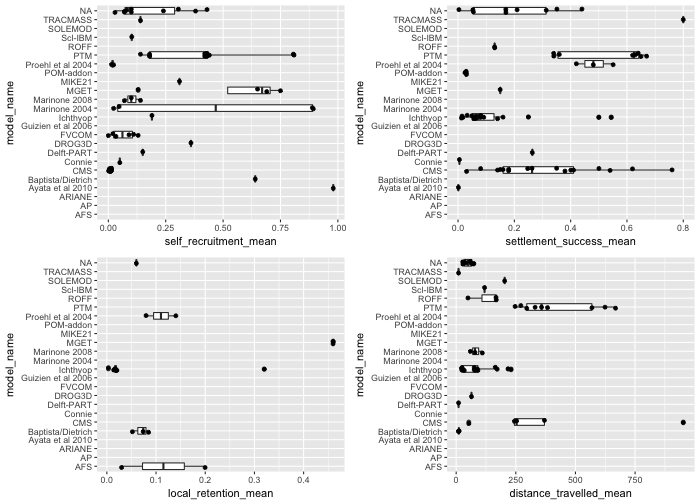 model_name
NA
TRACMASS
SOLEMOD
Scl-IBM
ROFF
PTM
Proehl et al 2004
POM-addon
MIKE21
MGET
Marinone 2008
Marinone 2004
Ichthyop
Guizien et al 2006
FVCOM
DROG3D
Delft-PART
Connie
CMS
Baptista/Dietrich
Ayata et al 2010
ARIANE
AP
AFS
0.00 0.25 0.50 0.75 1.00
self_recruitment_mean
model_name
NA
TRACMASS
SOLEMOD
Scl-IBM
ROFF
PTM
Proehl et al 2004
POM-addon
MIKE21
MGET
Marinone 2008
Marinone 2004
Ichthyop
Guizien et al 2006
FVCOM
DROG3D
Delft-PART
Connie
CMS
Baptista/Dietrich
Ayata et al 2010
ARIANE
AP
AFS
0.0 0.2 0.4 0.6 0.8
settlement_success_mean
model_name
NA
TRACMASS
SOLEMOD
Scl-IBM
ROFF
PTM
Proehl et al 2004
POM-addon
MIKE21
MGET
Marinone 2008
Marinone 2004
Ichthyop
Guizien et al 2006
FVCOM
DROG3D
Delft-PART
Connie
CMS
Baptista/Dietrich
Ayata et al 2010
ARIANE
AP
AFS
0.0 0.1 0.2 0.3 0.4
local_retention_mean
model_name
NA
TRACMASS
SOLEMOD
Scl-IBM
ROFF
PTM
Proehl et al 2004
POM-addon
MIKE21
MGET
Marinone 2008
Marinone 2004
Ichthyop
Guizien et al 2006
FVCOM
DROG3D
Delft-PART
Connie
CMS
Baptista/Dietrich
Ayata et al 2010
ARIANE
AP
AFS
0 250 500 750
distance_travelled_mean